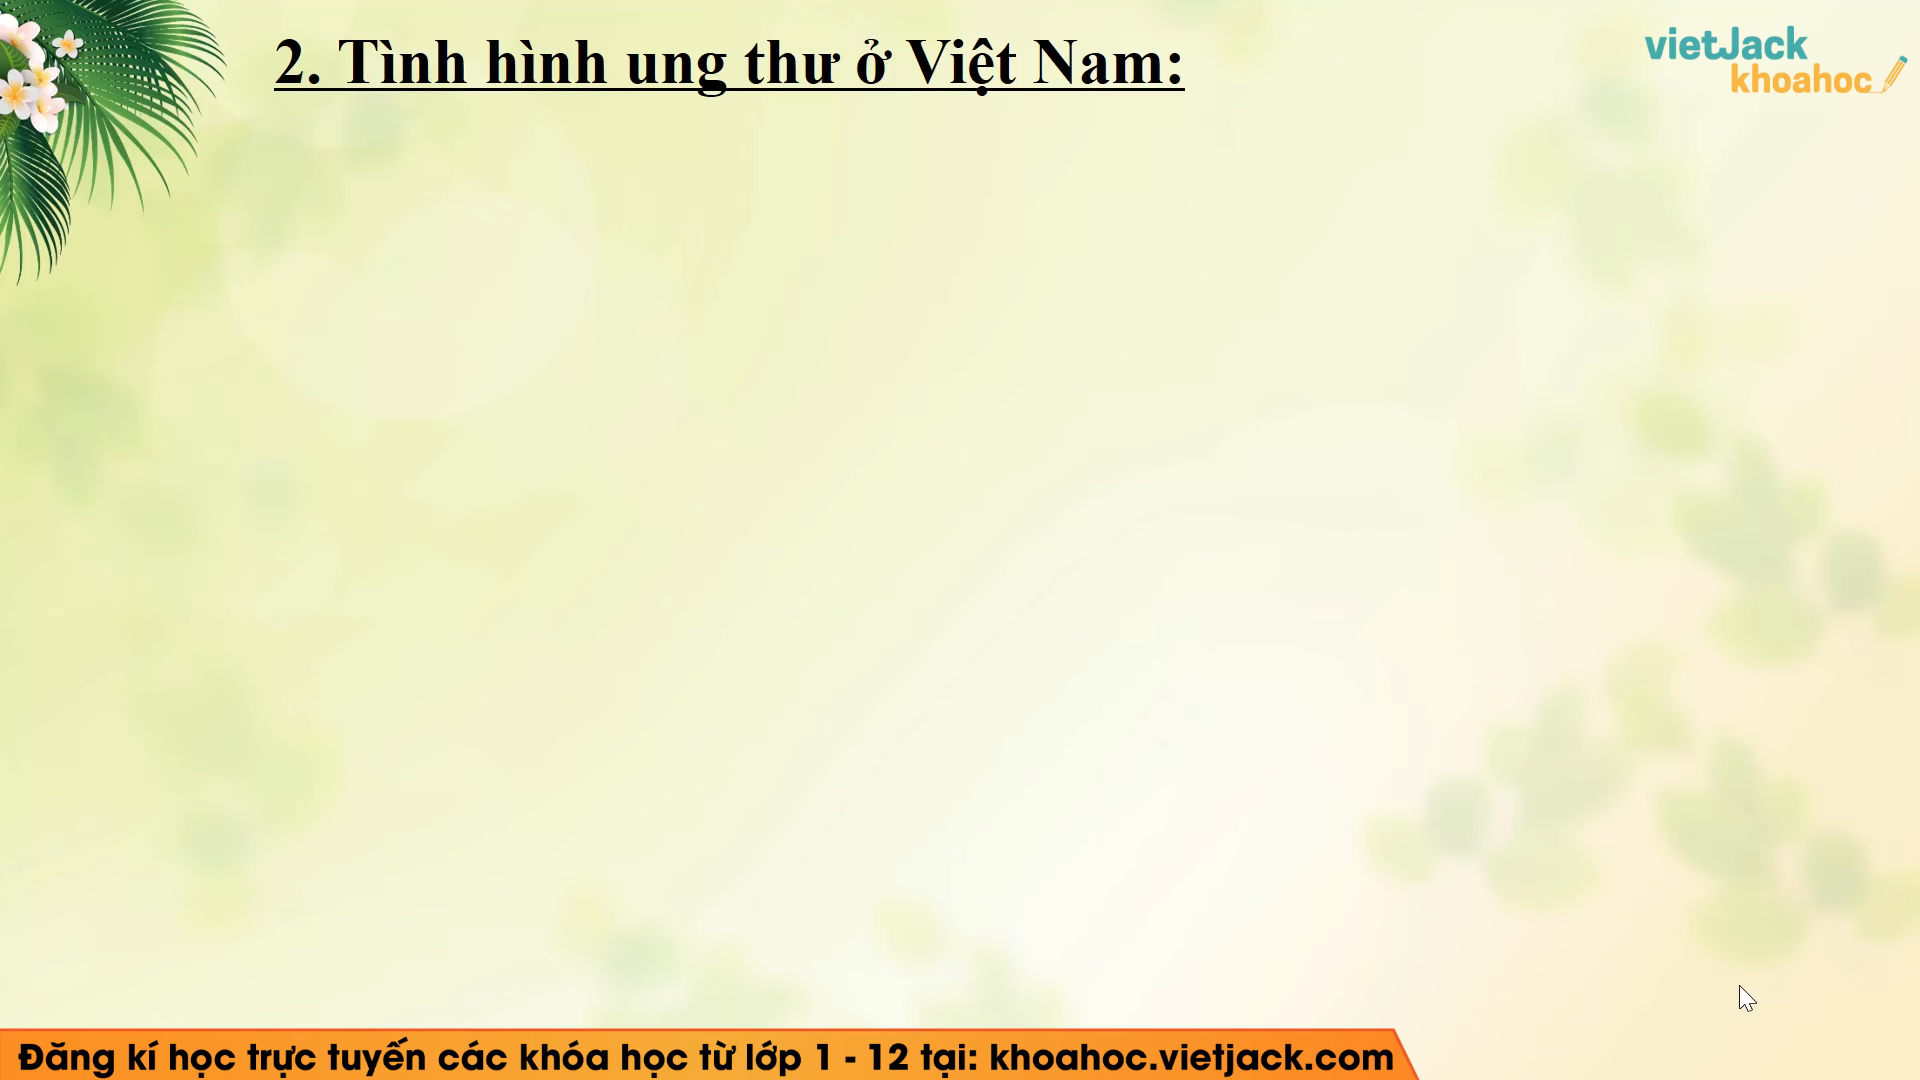 2. Tình hình ung thư ở Việt Nam:
vietJack
khoahoc
Đăng kí học trực tuyến các khóa học từ lớp 1 - 12 tại: khoahoc.vietjack.com